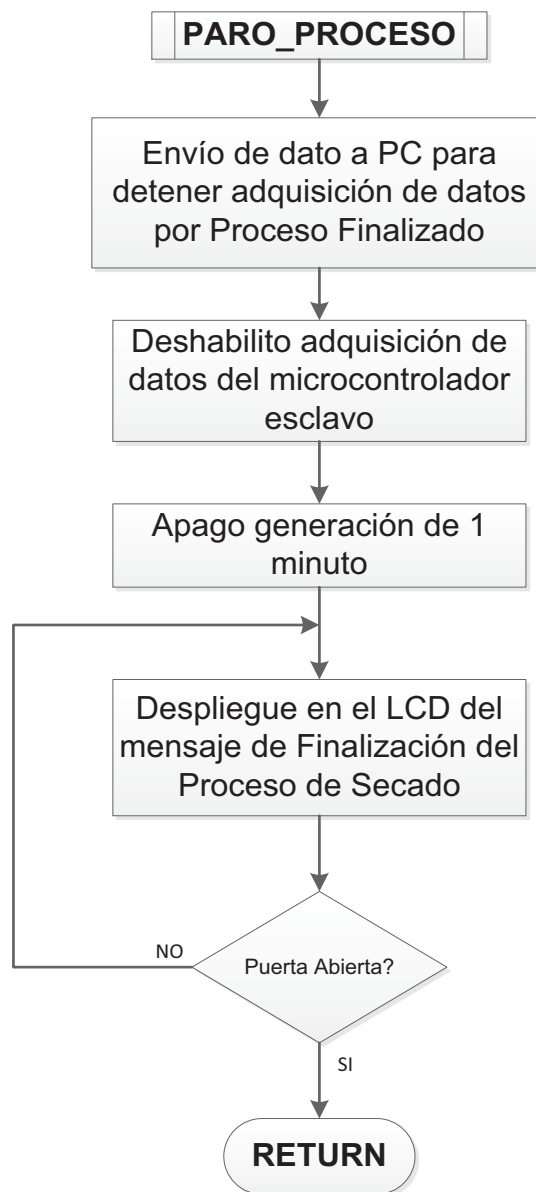 PARO_PROCESO
Envío de dato a PC para
detener adquisición de datos
por Proceso Finalizado
Deshabilito adquisición de
datos del microcontrolador
esclavo
Apago generación de 1
minuto
Despliegue en el LCD del
mensaje de Finalización del
Proceso de Secado
NO
Puerta Abierta?
SI
RETURN